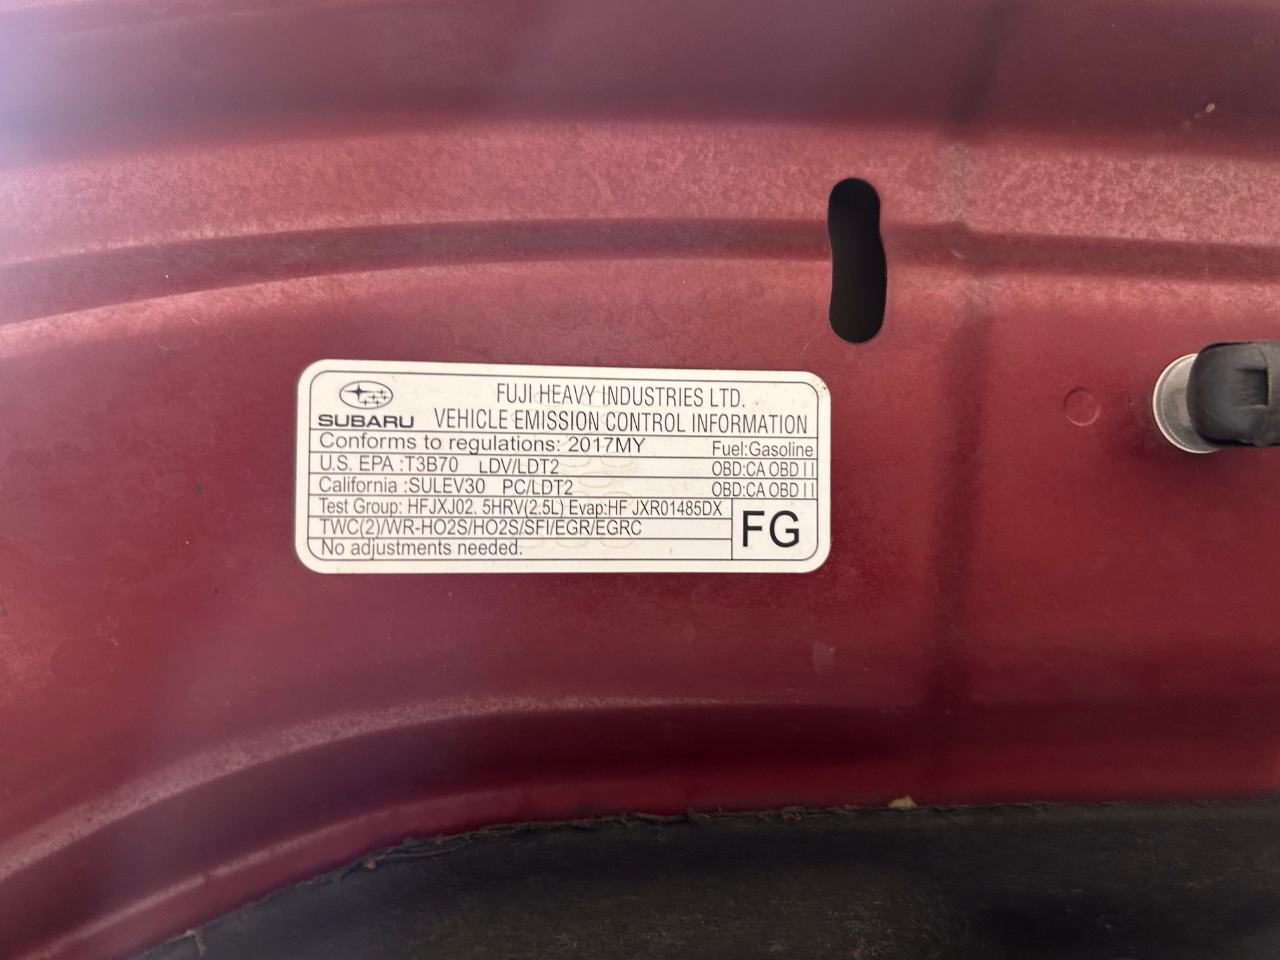 FUJI HEAVY INDUSTRIES LTD.
SUBARU VEHICLE EMISSION CONTROL INFORMATION
Conforms to regulations: 2017MY Fuel:Gasoline
U.S. EPA :T3B70 LDV/LDT2 OBD:CA OBD II
California :SULEV30 PC/LDT2 OBD:CA OBD II
Test Group: HFJXJ02. 5HRV(2.5L) Evap:HF JXR01485DX
TWC(2)/WR-HO2S/HO2S/SFI/EGR/EGRC
FG
No adjustments needed.